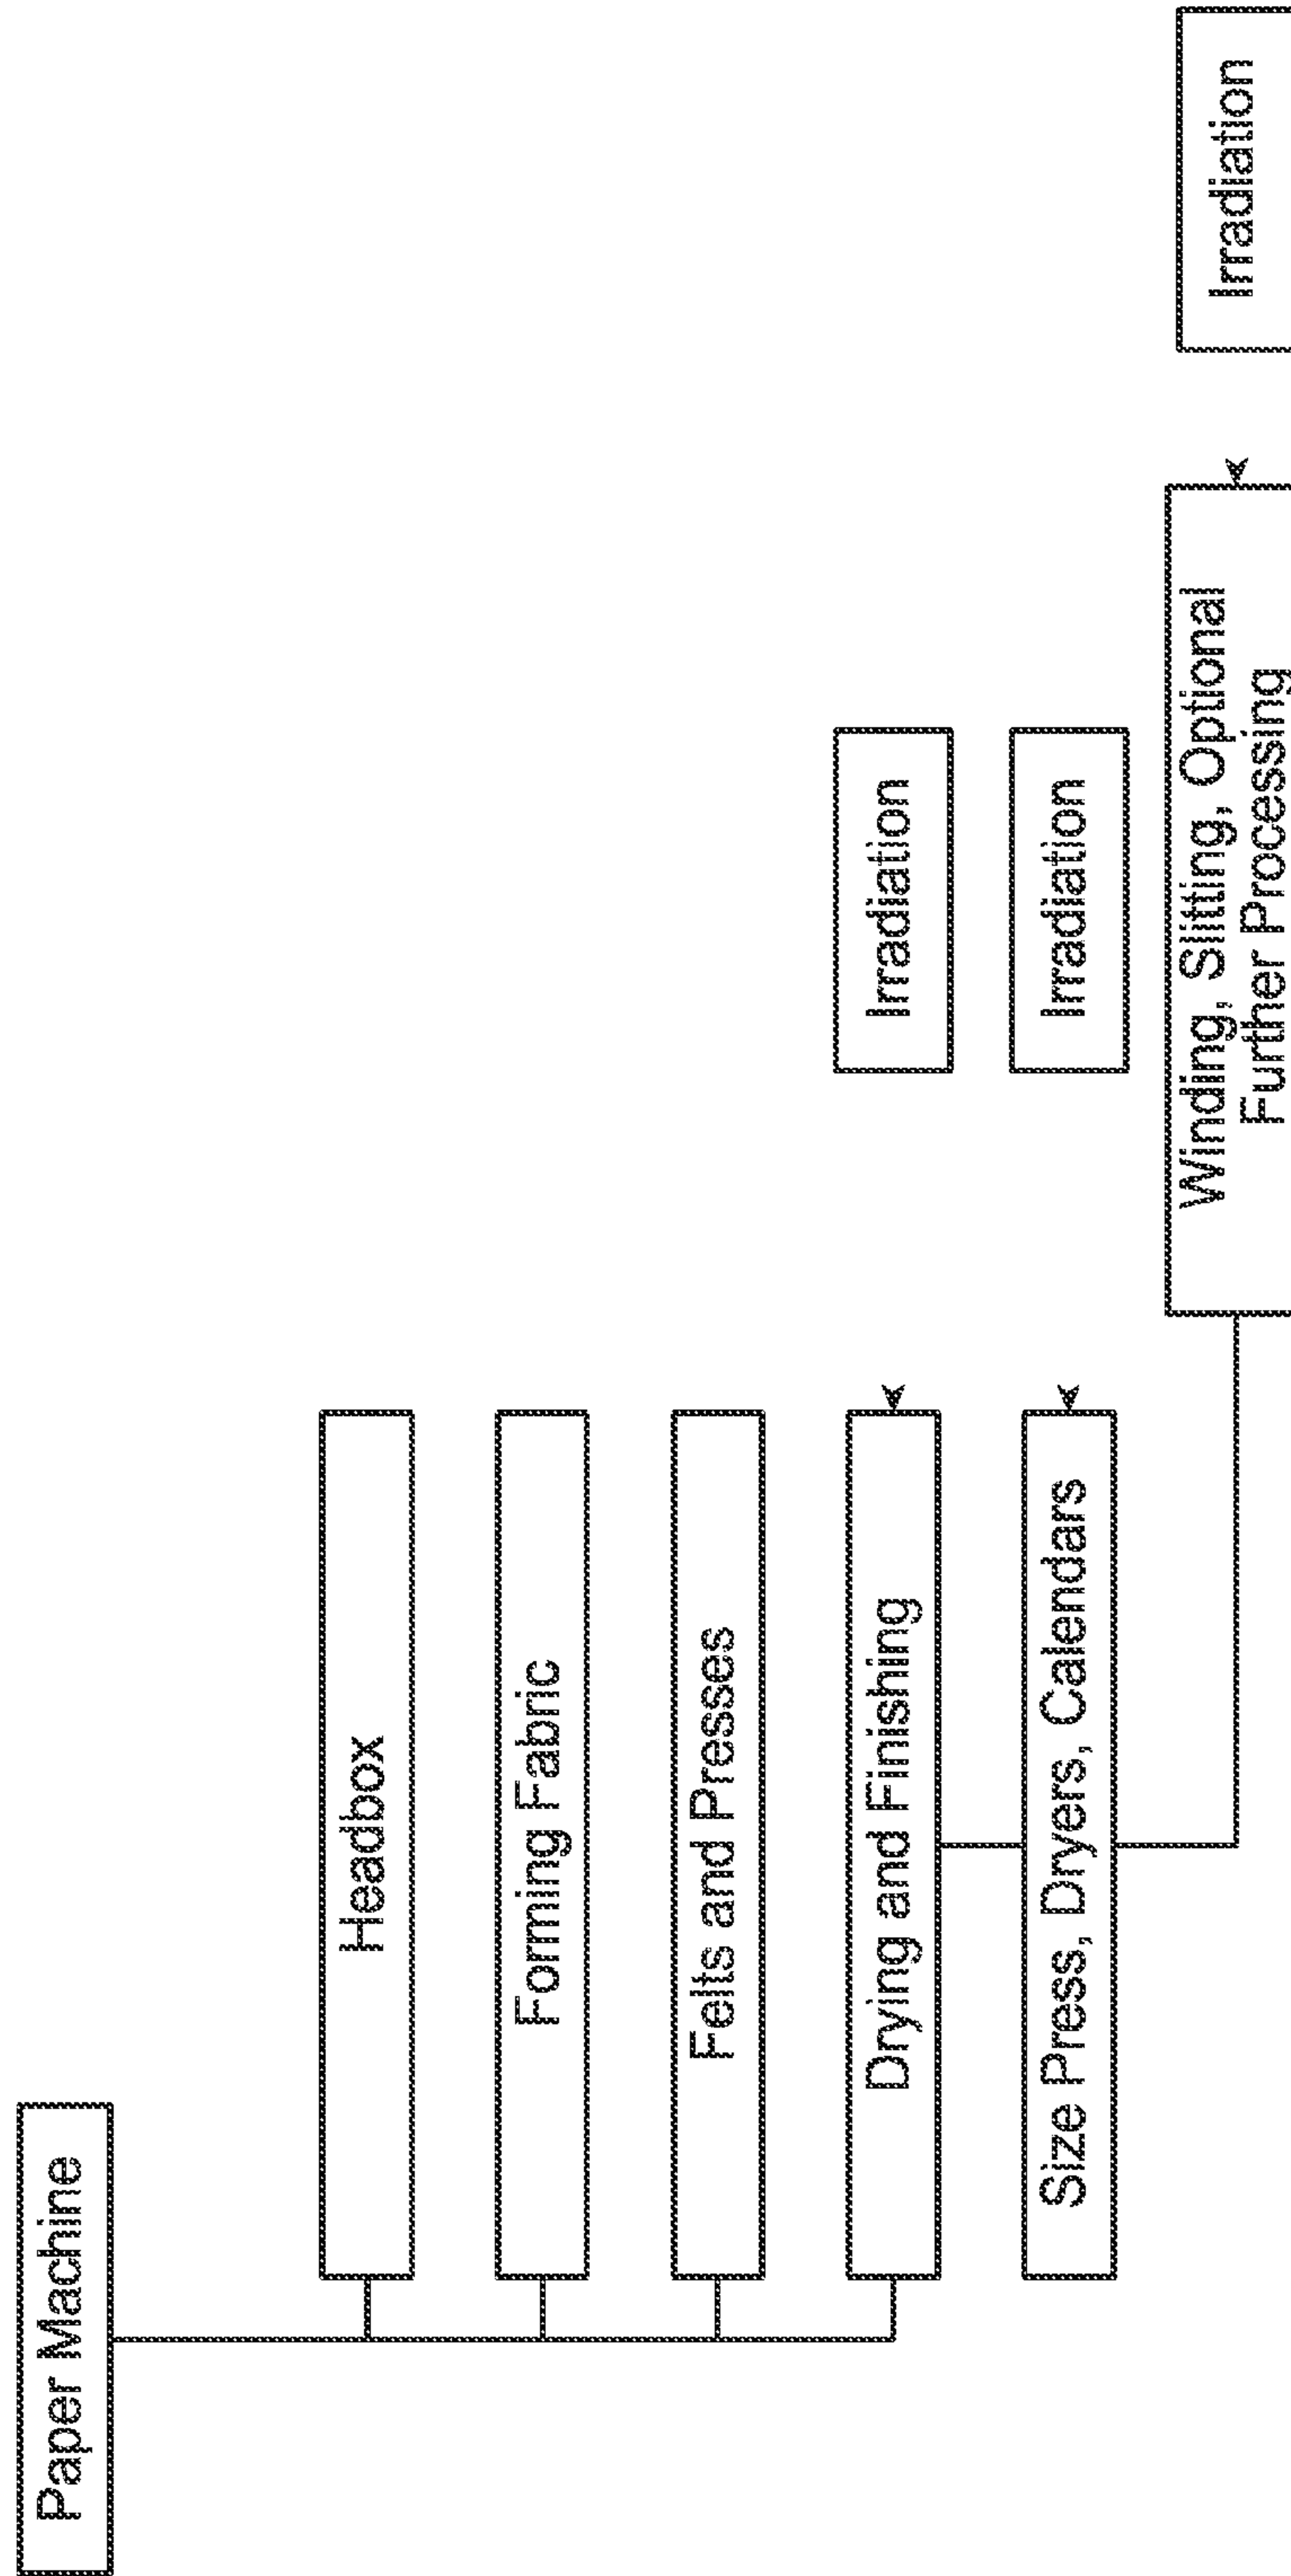 Paper Machine
Headbox
Forming Fabric
Felts and Presses
Drying and Finishing
Irradiation
Size Press, Dryers, Calendars
Irradiation
Winding, Slitting, Optional
Further Processing
Irradiation